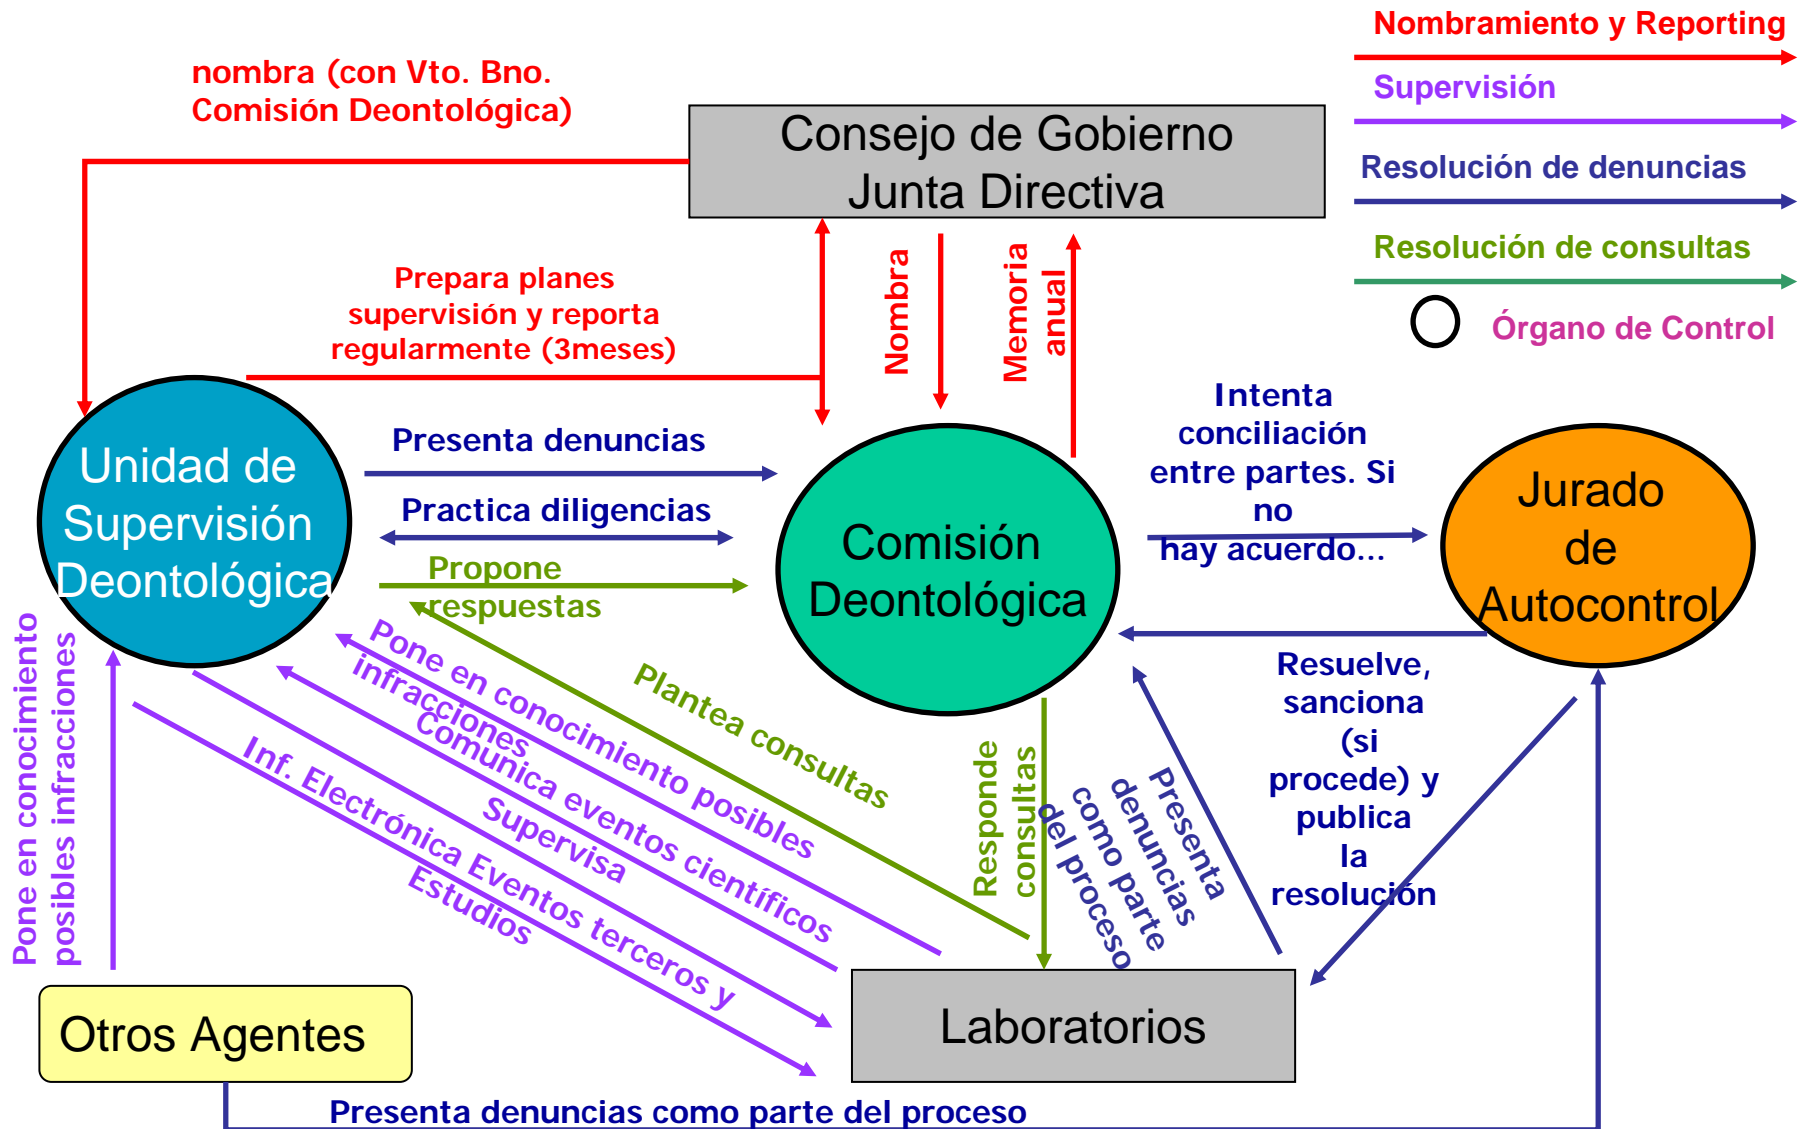 Nombramiento y Reporting
Supervisión
Resolución de denuncias
Resolución de consultas
Órgano de Control
nombra (con Vto. Bno.
Comisión Deontológica)
Consejo de Gobierno
Junta Directiva
Prepara planes
supervisión y reporta
regularmente (3meses)
Nombra
Memoria
anual
Unidad de
Supervisión
Deontológica
Presenta denuncias
Practica diligencias
Propone
respuestas
Comisión
Deontológica
Intenta
conciliación
entre partes. Si
no
hay acuerdo...
Jurado
de
Autocontrol
Resuelve,
sanciona
(si
procede) y
publica
la
resolución
Pone en conocimiento
posibles infracciones
Plantea consultas
Pone en conocimiento posibles
infracciones
Comunica eventos científicos
Supervisa
Inf. Electrónica Eventos terceros y
Estudios
Responde
consultas
Presenta
denuncias
como parte
del proceso
Otros Agentes
Laboratorios
Presenta denuncias como parte del proceso